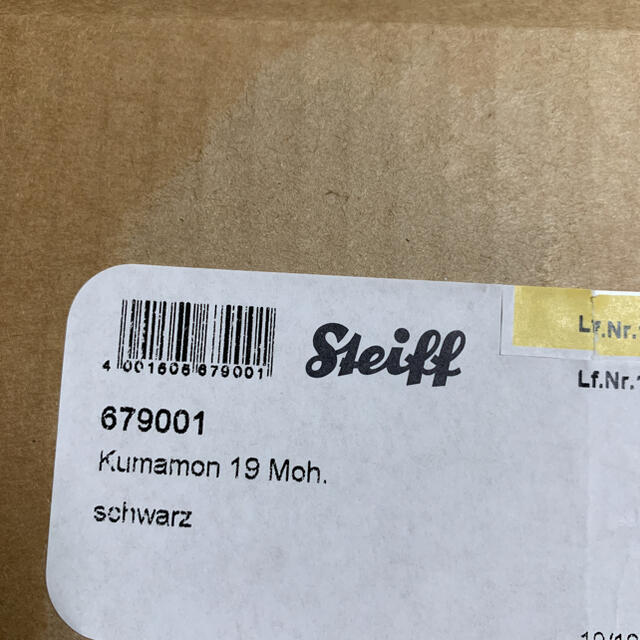 4 001505 679001
Steiff
679001
Kumamon 19 Moh.
schwarz
Lf.Nr.
Lf.Nr.